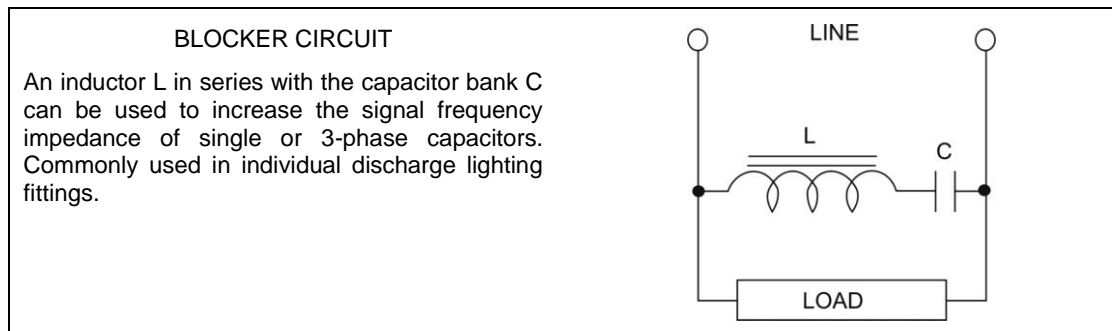 BLOCKER CIRCUIT
An inductor L in series with the capacitor bank C
can be used to increase the signal frequency
impedance of single or 3-phase capacitors.
Commonly used in individual discharge lighting
fittings.
LINE
L
C
LOAD